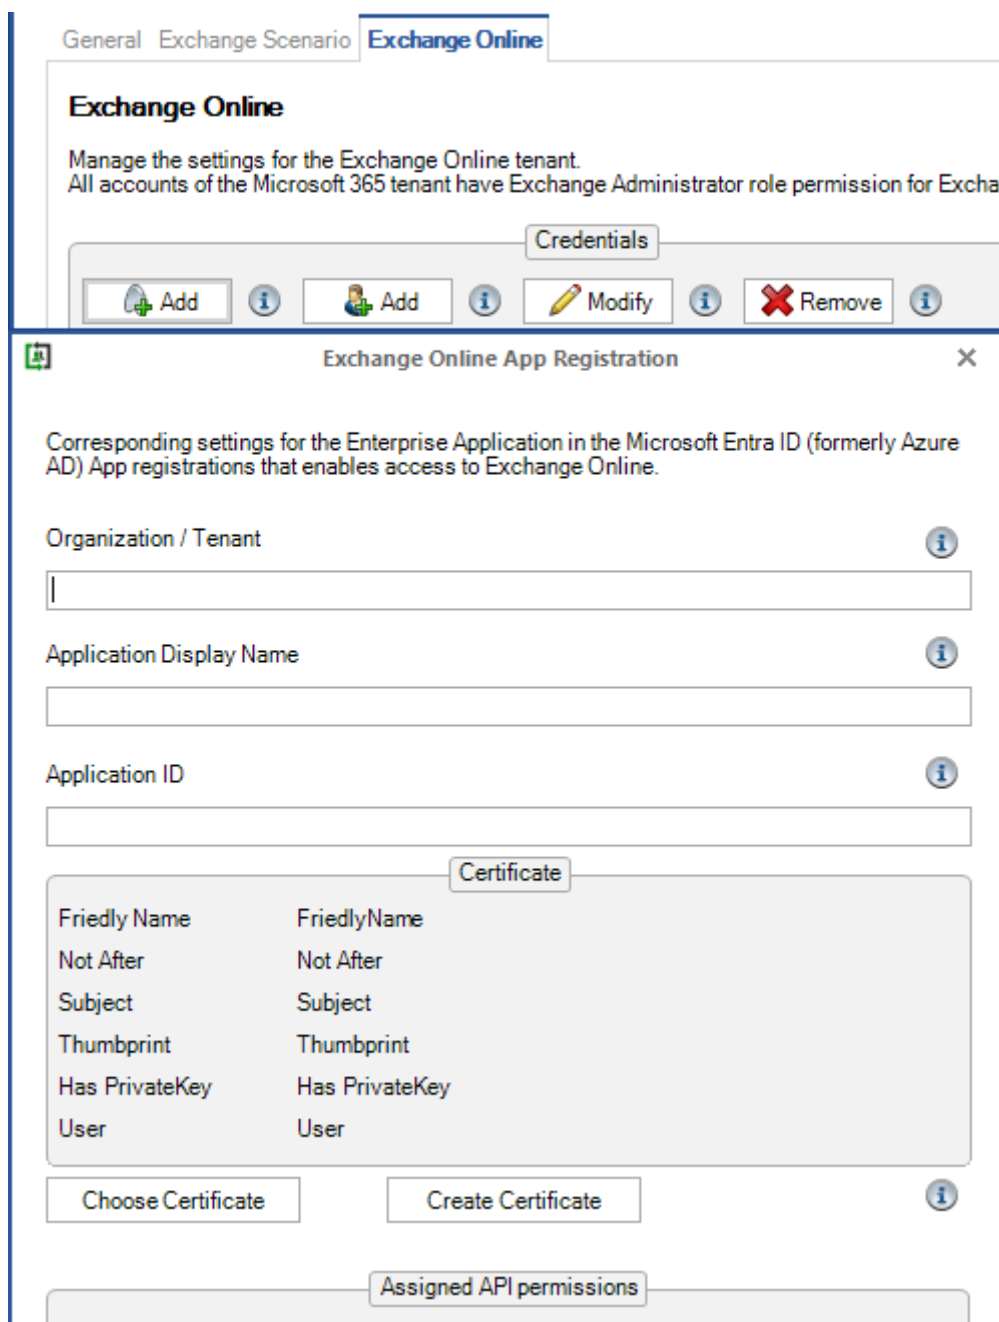 General Exchange Scenario Exchange Online
Exchange Online
Manage the settings for the Exchange Online tenant.
All accounts of the Microsoft 365 tenant have Exchange Administrator role permission for Excha
Credentials
Add Add Modify Remove
Exchange Online App Registration
Corresponding settings for the Enterprise Application in the Microsoft Entra ID (formerly Azure
AD) App registrations that enables access to Exchange Online.
Organization / Tenant
Application Display Name
Application ID
Certificate
Friedly Name FriedlyName
Not After Not After
Subject Subject
Thumbprint Thumbprint
Has PrivateKey Has PrivateKey
User User
Choose Certificate Create Certificate
Assigned API permissions